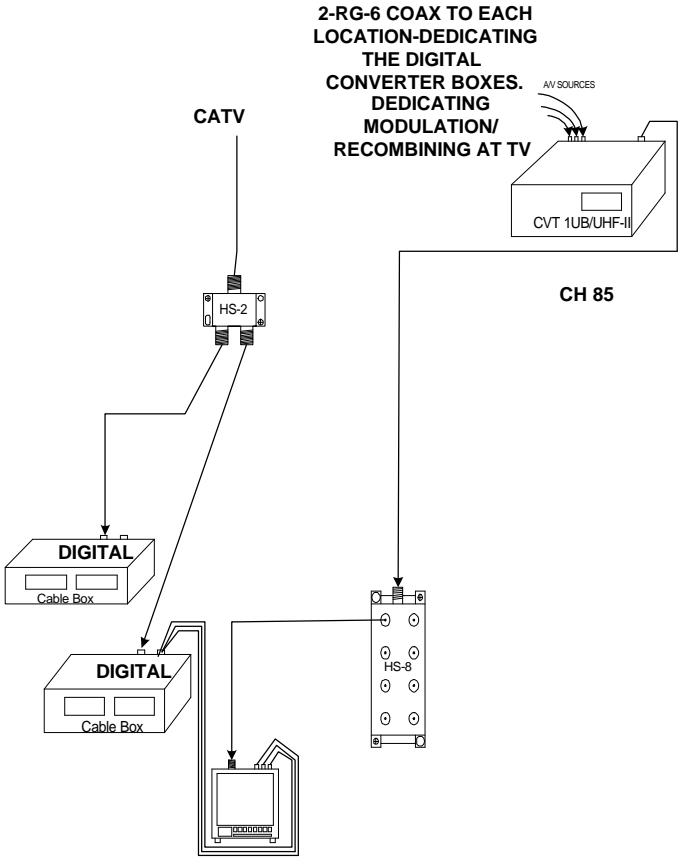 2-RG-6 COAX TO EACH
LOCATION-DEDICATING
THE DIGITAL
CONVERTER BOXES.
DEDICATING
MODULATION/
RECOMBINING AT TV
A/V SOURCES
CATV
CVT 1UB/UHF-II
CH 85
HS-2
DIGITAL
Cable Box
HS-8
DIGITAL
Cable Box